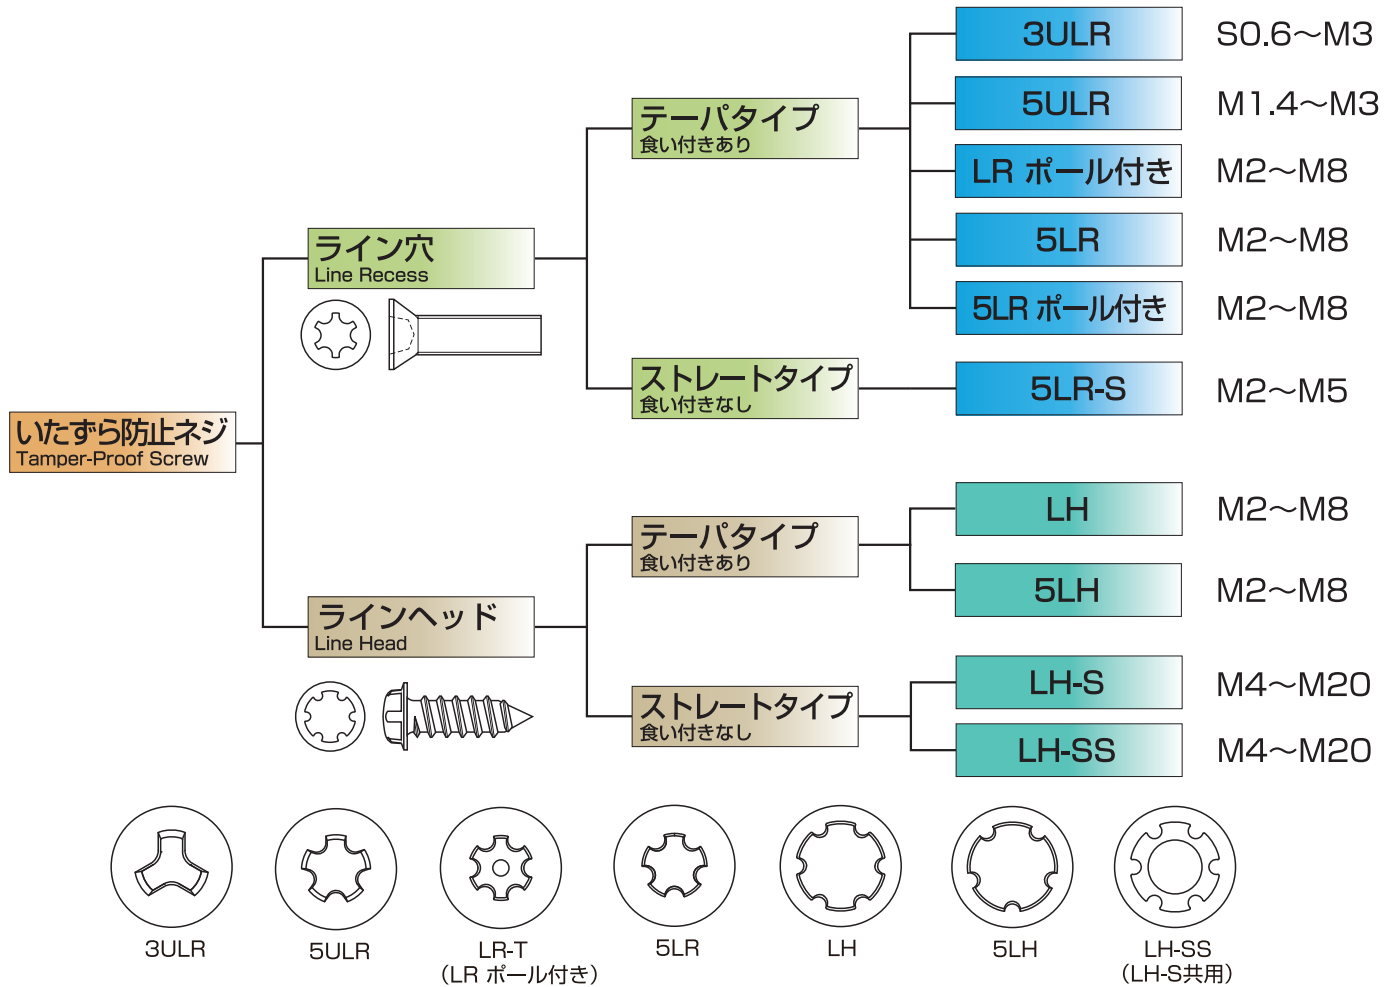 いたずら防止ネジ
Tamper-Proof Screw
ライン穴
Line Recess
テーパタイプ
食い付きあり
3ULR S0.6～M3
5ULR M1.4～M3
LR ポール付き M2～M8
5LR M2～M8
5LR ポール付き M2～M8
ストレートタイプ
食い付きなし
5LR-S M2～M5
ラインヘッド
Line Head
テーパタイプ
食い付きあり
LH M2～M8
5LH M2～M8
ストレートタイプ
食い付きなし
LH-S M4～M20
LH-SS M4～M20
3ULR
5ULR
LR-T
（LR ポール付き）
5LR
LH
5LH
LH-SS
（LH-S共用）